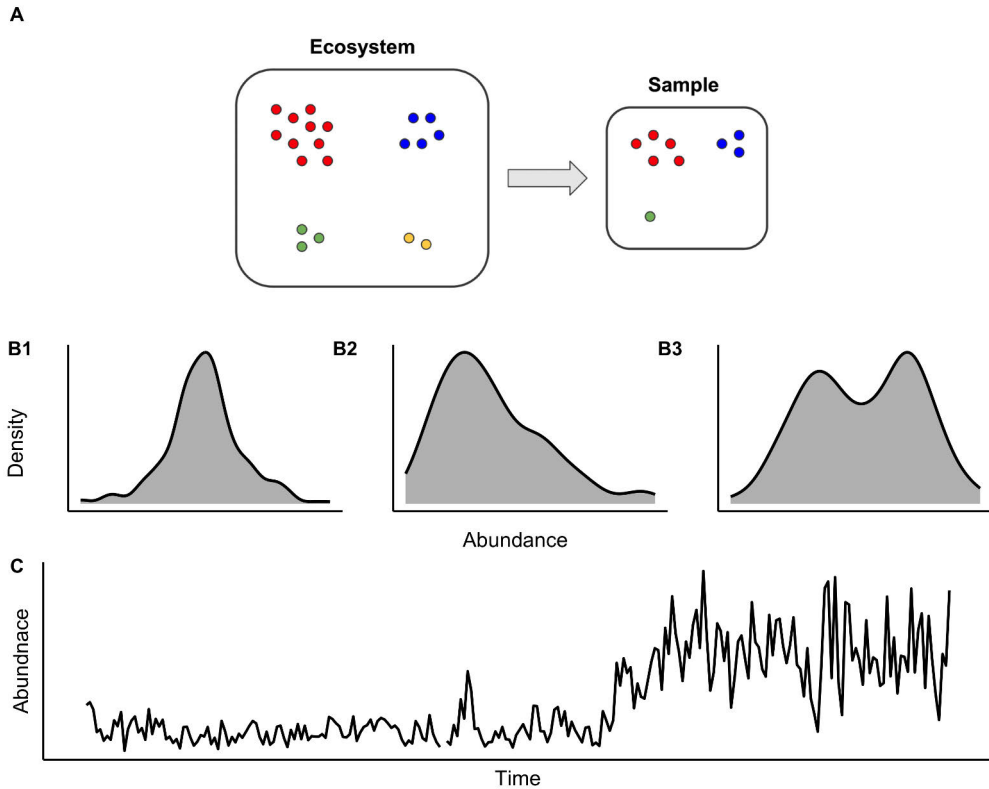 A
Ecosystem
Sample
B1
B2
B3
Density
Abundance
C
Abundnace
Time